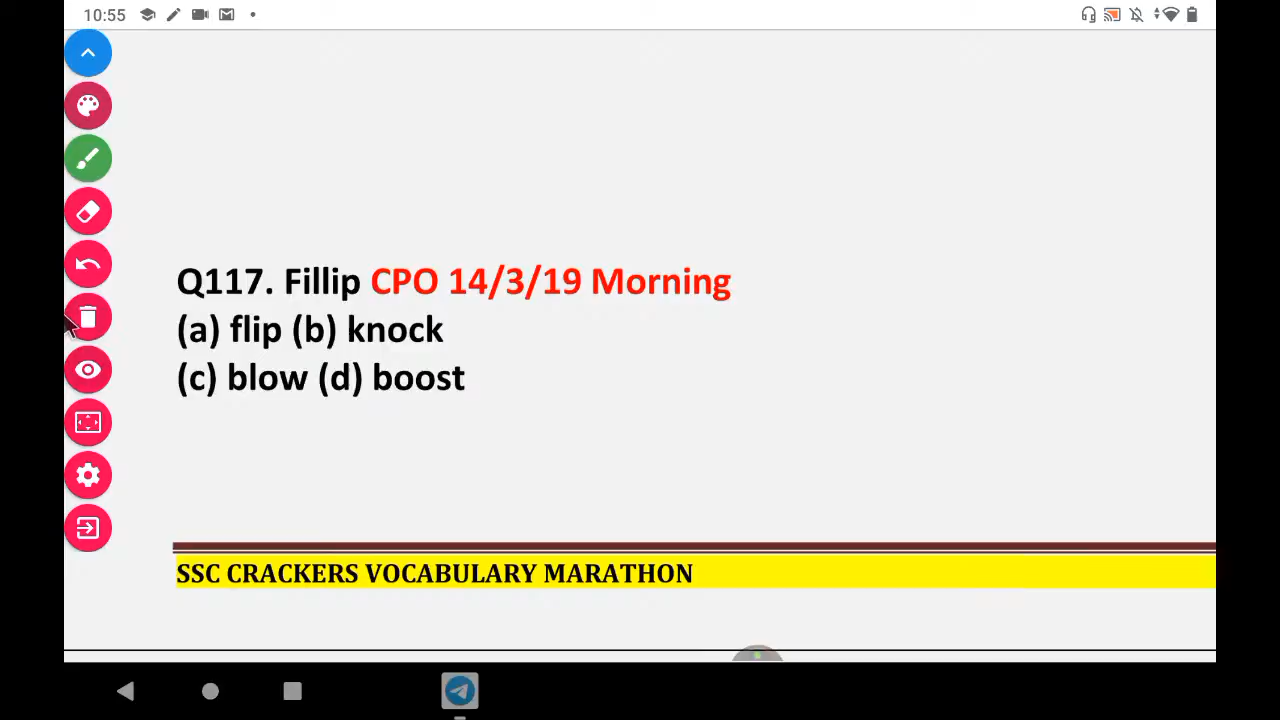 10:55
Q117. Fillip CPO 14/3/19 Morning
(a) flip (b) knock
(c) blow (d) boost
SSC CRACKERS VOCABULARY MARATHON